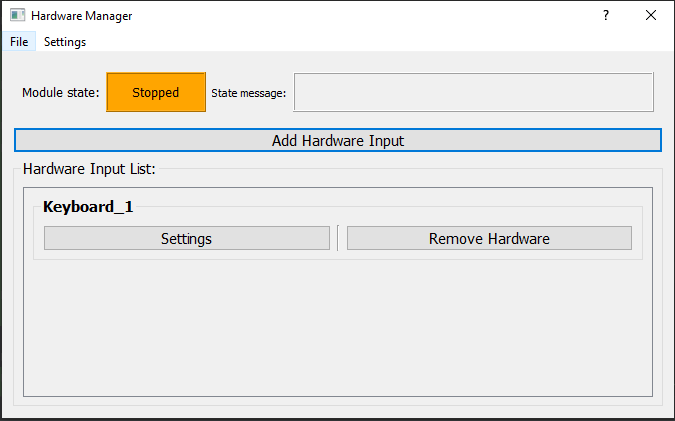 Hardware Manager
File Settings
Module state: Stopped State message:
Add Hardware Input
Hardware Input List:
Keyboard_1
Settings Remove Hardware